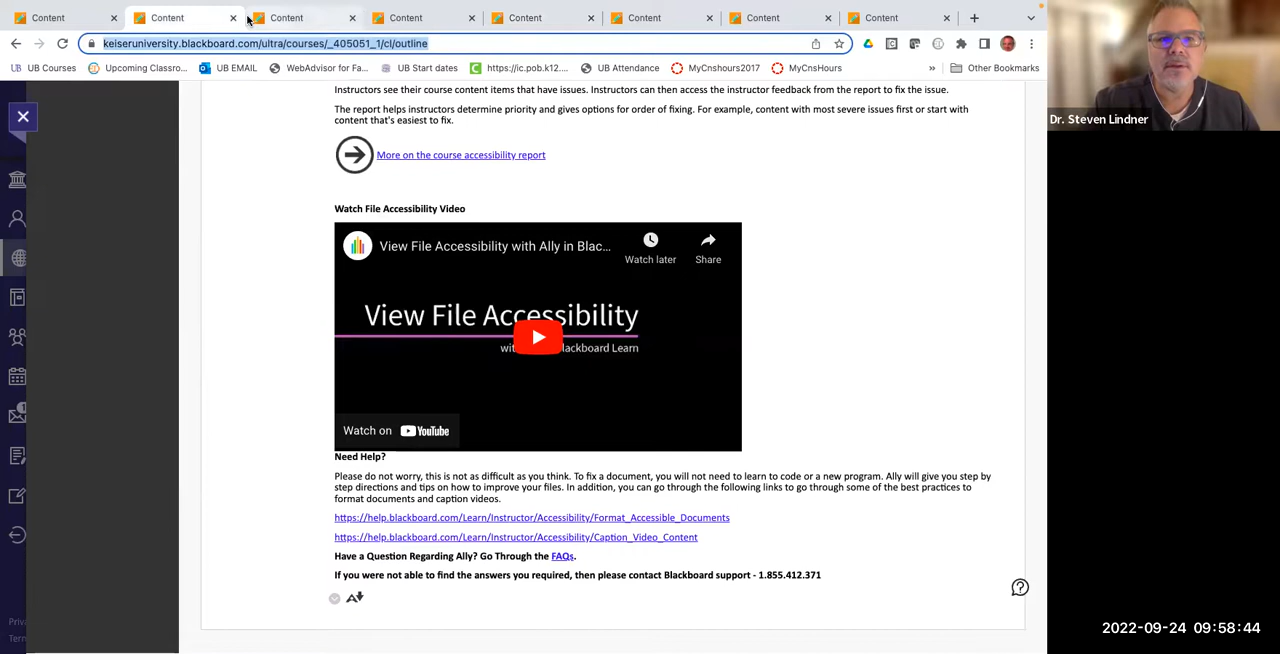 Content
Content
Content
Content
Content
Content
Content
Content
keiseruniversity.blackboard.com/ultra/courses/_405051_1/cl/outline
UB Courses
Upcoming Classro...
UB EMAIL
WebAdvisor for Fa...
UB Start dates
https://ic.pob.k12....
UB Attendance
MyCnshours2017
MyCnsHours
»
Other Bookmarks
Instructors see their course content items that have issues. Instructors can then access the instructor feedback from the report to fix the issue.
The report helps instructors determine priority and gives options for order of fixing. For example, content with most severe issues first or start with
content that's easiest to fix.
More on the course accessibility report
Watch File Accessibility Video
View File Accessibility with Ally in Blac...
Watch later
Share
View File Accessibility
lackboard Learn
Watch on YouTube
Need Help?
Please do not worry, this is not as difficult as you think. To fix a document, you will not need to learn to code or a new program. Ally will give you step by
step directions and tips on how to improve your files. In addition, you can go through the following links to go through some of the best practices to
format documents and caption videos.
https://help.blackboard.com/Learn/Instructor/Accessibility/Format_Accessible_Documents
https://help.blackboard.com/Learn/Instructor/Accessibility/Caption_Video_Content
Have a Question Regarding Ally? Go Through the FAQs.
If you were not able to find the answers you required, then please contact Blackboard support - 1.855.412.371
Priva
Term
Dr. Steven Lindner
2022-09-24 09:58:44